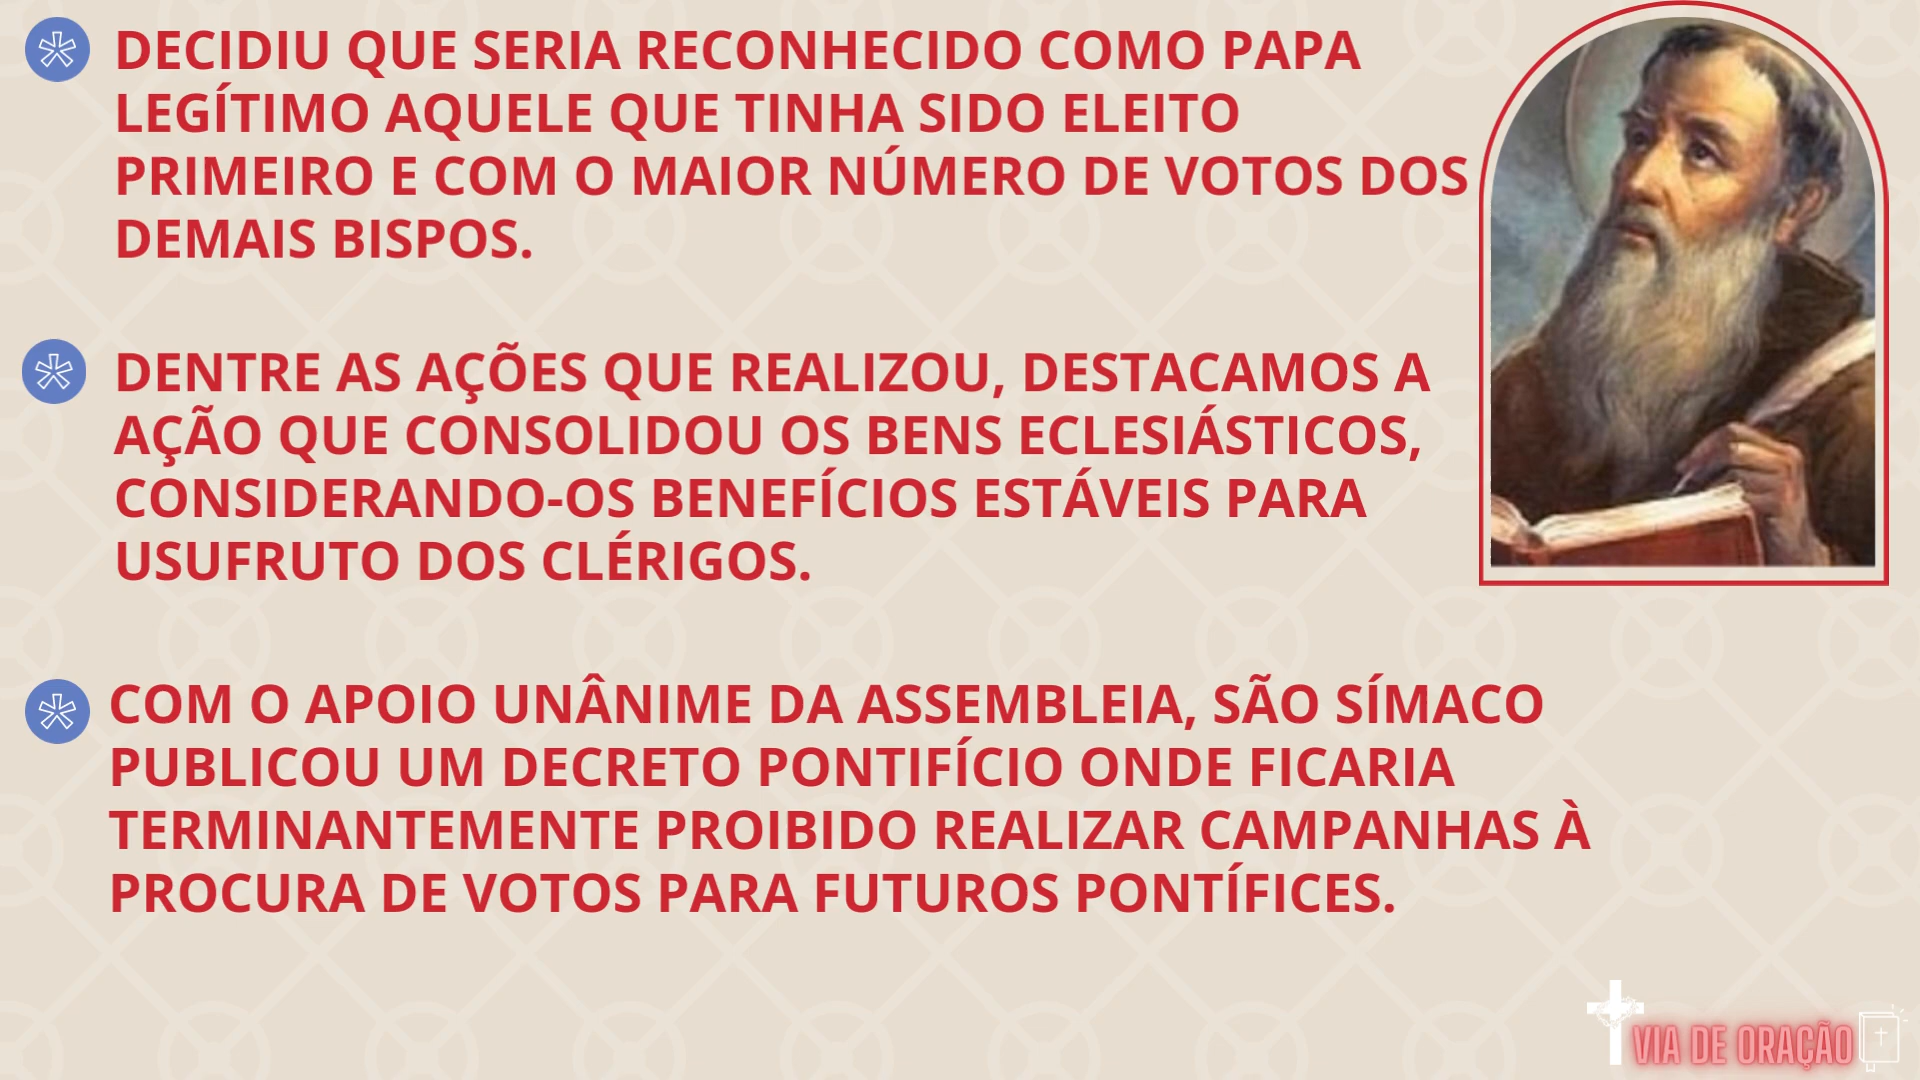 DECIDIU QUE SERIA RECONHECIDO COMO PAPA
LEGÍTIMO AQUELE QUE TINHA SIDO ELEITO
PRIMEIRO E COM O MAIOR NÚMERO DE VOTOS DOS
DEMAIS BISPOS.
DENTRE AS AÇÕES QUE REALIZOU, DESTACAMOS A
AÇÃO QUE CONSOLIDOU OS BENS ECLESIÁSTICOS,
CONSIDERANDO-OS BENEFÍCIOS ESTÁVEIS PARA
USUFRUTO DOS CLÉRIGOS.
COM O APOIO UNÂNIME DA ASSEMBLEIA, SÃO SÍMACO
PUBLICOU UM DECRETO PONTIFÍCIO ONDE FICARIA
TERMINANTEMENTE PROIBIDO REALIZAR CAMPANHAS À
PROCURA DE VOTOS PARA FUTUROS PONTÍFICES.
VIA DE ORAÇÃO